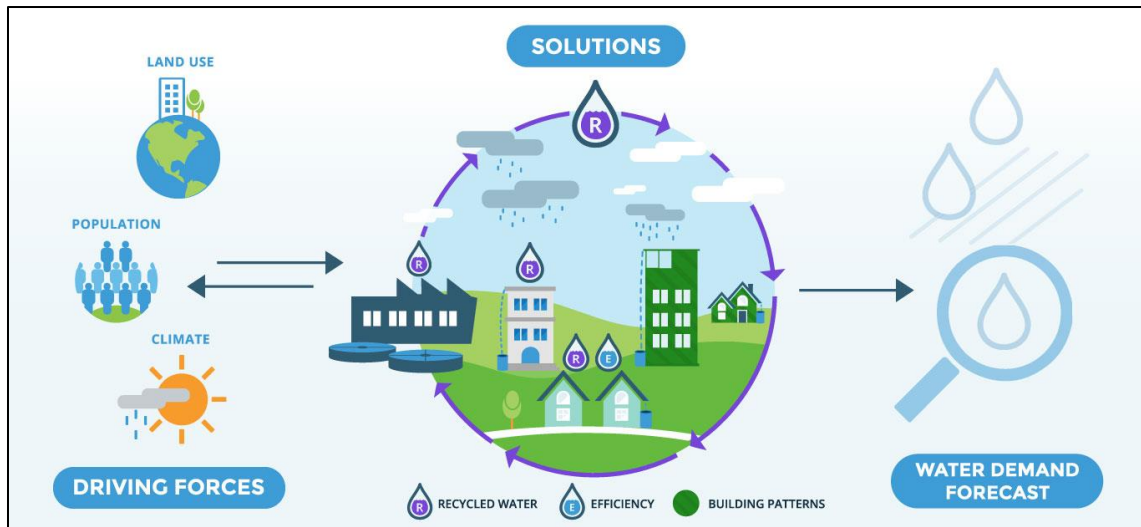 SOLUTIONS
LAND USE
R
POPULATION
R
R
CLIMATE
R
E
DRIVING FORCES
R RECYCLED WATER
E EFFICIENCY
BUILDING PATTERNS
WATER DEMAND
FORECAST